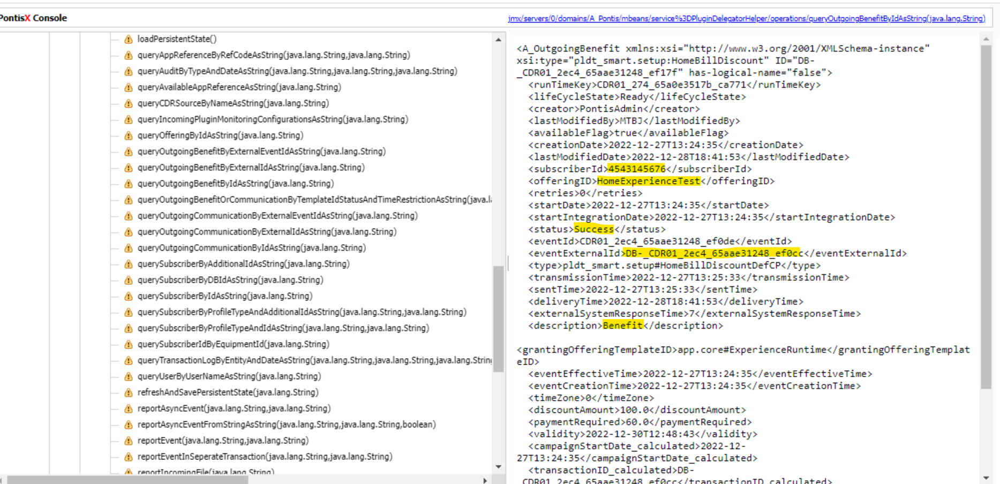 PontisX Console
jmx/servers/0/domains/A_Pontis/mbeans/service%3DPluginDelegatorHelper/operations/queryOutgoingBenefitByIdAsString(java.lang.String)
loadPersistentState()
queryAppReferenceByRefCodeAsString(java.lang.String,java.lang.String)
queryAuditByTypeAndDateAsString(java.lang.String,java.lang.String,java.lang.String)
queryAvailableAppReferenceAsString(java.lang.String)
queryCDRSourceByNameAsString(java.lang.String)
queryIncomingPluginMonitoringConfigurationsAsString(java.lang.String)
queryOfferingByIdAsString(java.lang.String)
queryOutgoingBenefitByExternalEventIdAsString(java.lang.String)
queryOutgoingBenefitByExternalIdAsString(java.lang.String)
queryOutgoingBenefitByIdAsString(java.lang.String)
queryOutgoingBenefitOrCommunicationByTemplateIdStatusAndTimeRestrictionAsString(java.la
queryOutgoingCommunicationByExternalEventIdAsString(java.lang.String)
queryOutgoingCommunicationByExternalIdAsString(java.lang.String)
queryOutgoingCommunicationByIdAsString(java.lang.String)
querySubscriberByAdditionalIdAsString(java.lang.String)
querySubscriberByDBIdAsString(java.lang.String)
querySubscriberByIdAsString(java.lang.String)
querySubscriberByProfileTypeAndAdditionalIdAsString(java.lang.String,java.lang.String)
querySubscriberByProfileTypeAndIdAsString(java.lang.String,java.lang.String)
querySubscriberIdByEquipmentId(java.lang.String)
queryTransactionLogByEntityAndDateAsString(java.lang.String,java.lang.String,java.lang.String
queryUserByUserNameAsString(java.lang.String)
refreshAndSavePersistentState(java.lang.String)
reportAsyncEvent(java.lang.String,java.lang.String)
reportAsyncEventFromStringAsString(java.lang.String,java.lang.String,boolean)
reportEvent(java.lang.String,java.lang.String)
reportEventInSeperateTransaction(java.lang.String,java.lang.String)
reportIncomingFile(java.lang.String)
<A_OutgoingBenefit xmlns:xsi="http://www.w3.org/2001/XMLSchema-instance"
xsi:type="pldt_smart.setup:HomeBillDiscount" ID="DB-
_CDR01_2ec4_65aae31248_ef17f" has-logical-name="false">
<runTimeKey>CDR01_274_65a0e3517b_ca771</runTimeKey>
<lifeCycleState>Ready</lifeCycleState>
<creator>PontisAdmin</creator>
<lastModifiedBy>MTBJ</lastModifiedBy>
<availableFlag>true</availableFlag>
<creationDate>2022-12-27T13:24:35</creationDate>
<lastModifiedDate>2022-12-28T18:41:53</lastModifiedDate>
<subscriberId>4543145676</subscriberId>
<offeringID>HomeExperienceTest</offeringID>
<retries>0</retries>
<startDate>2022-12-27T13:24:35</startDate>
<startIntegrationDate>2022-12-27T13:24:35</startIntegrationDate>
<status>Success</status>
<eventId>CDR01_2ec4_65aae31248_ef0de</eventId>
<eventExternalId>DB-_CDR01_2ec4_65aae31248_ef0cc</eventExternalId>
<type>pldt_smart.setup#HomeBillDiscountDefCP</type>
<transmissionTime>2022-12-27T13:25:33</transmissionTime>
<sentTime>2022-12-27T13:25:33</sentTime>
<deliveryTime>2022-12-28T18:41:53</deliveryTime>
<externalSystemResponseTime>7</externalSystemResponseTime>
<description>Benefit</description>
<grantingOfferingTemplateID>app.core#ExperienceRuntime</grantingOfferingTemplat
eID>
<eventEffectiveTime>2022-12-27T13:24:35</eventEffectiveTime>
<eventCreationTime>2022-12-27T13:24:35</eventCreationTime>
<timeZone>0</timeZone>
<discountAmount>100.0</discountAmount>
<paymentRequired>60.0</paymentRequired>
<validity>2022-12-30T12:48:43</validity>
<campaignStartDate_calculated>2022-12-
27T13:24:35</campaignStartDate_calculated>
<transactionID_calculated>DB-
_CDR01_2ec4_65aae31248_ef0cc</transactionID_calculated>